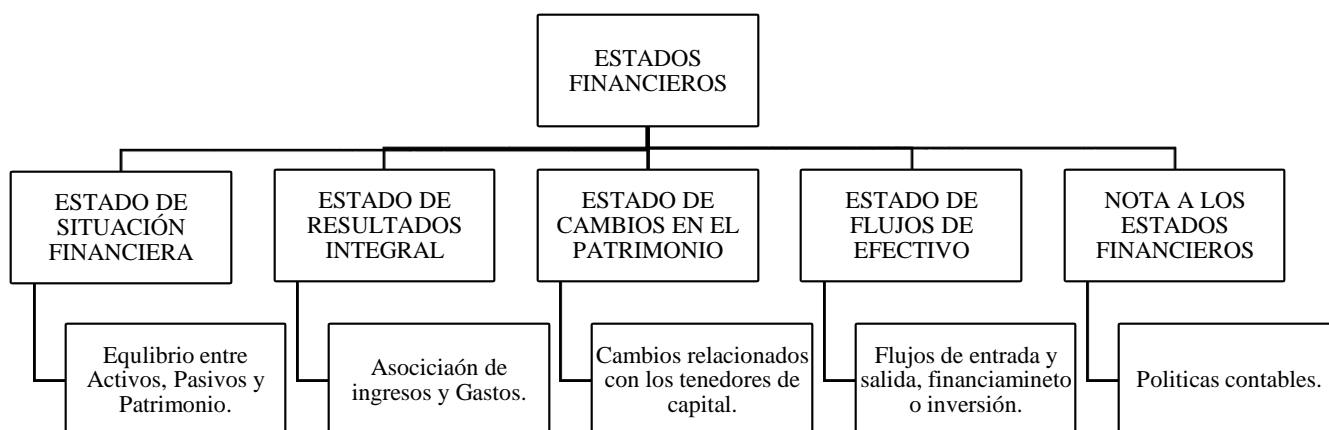 ESTADOS
FINANCIEROS
ESTADO DE
SITUACIÓN
FINANCIERA
ESTADO DE
RESULTADOS
INTEGRAL
ESTADO DE
CAMBIOS EN EL
PATRIMONIO
ESTADO DE
FLUJOS DE
EFECTIVO
NOTA A LOS
ESTADOS
FINANCIEROS
Equlibrio entre
Activos, Pasivos y
Patrimonio.
Asociciaón de
ingresos y Gastos.
Cambios relacionados
con los tenedores de
capital.
Flujos de entrada y
salida, financiamineto
o inversión.
Politicas contables.